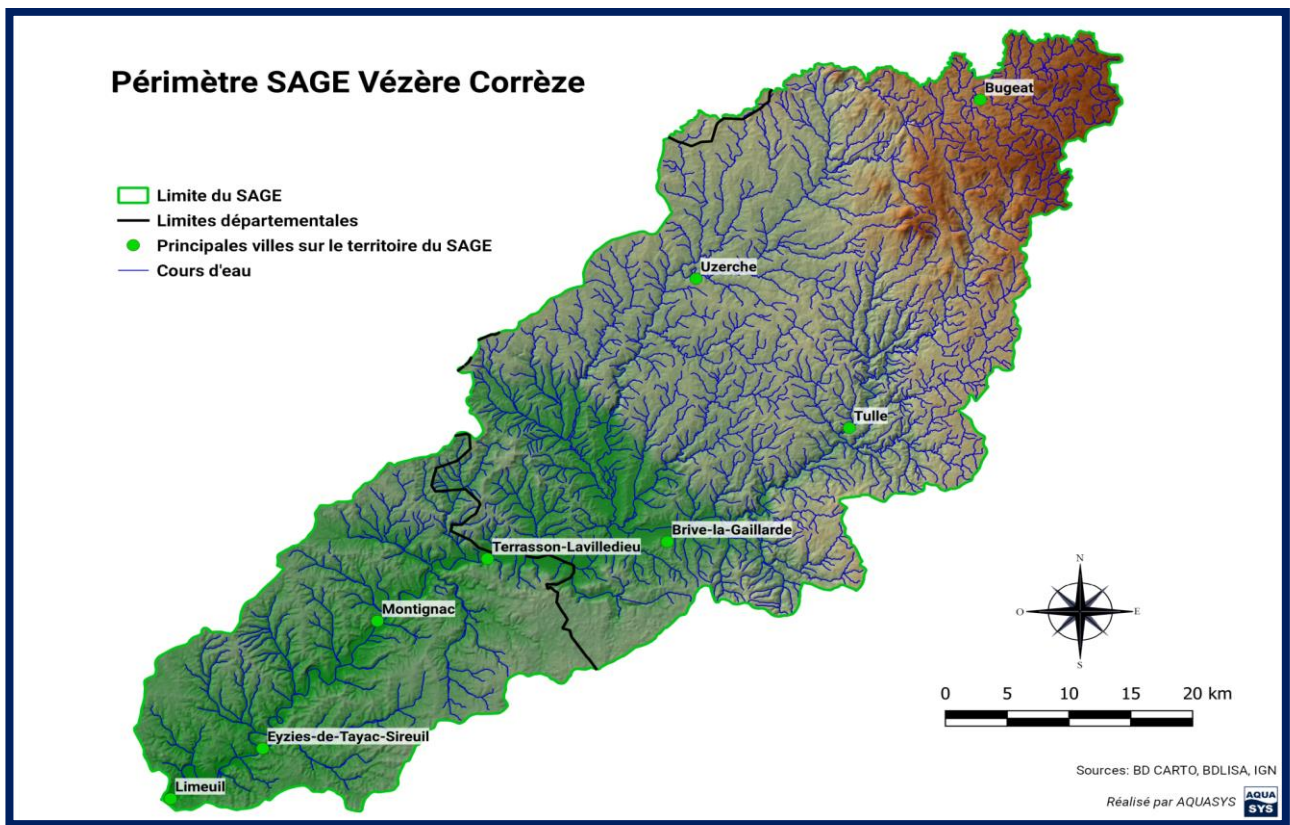 Périmètre SAGE Vézère Corrèze
Bugeat
Limite du SAGE
Limites départementales
Principales villes sur le territoire du SAGE
Cours d'eau
Uzerche
Tulle
Brive-la-Gaillarde
Terrasson-Lavilledieu
Montignac
Eyzies-de-Tayac-Sireuil
Limeuil
N
O
E
S
0 5 10 15 20 km
Sources: BD CARTO, BDLISA, IGN
Réalisé par AQUASYS
AQUA
SYS